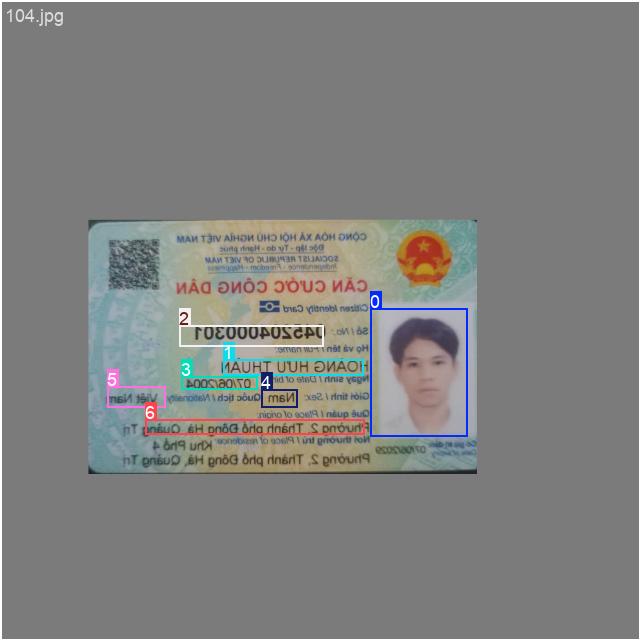 104.jpg
CỘNG HÒA XÃ HỘI CHỦ NGHĨA VIỆT NAM
Độc lập - Tự do - Hạnh phúc
SOCIALIST REPUBLIC OF VIET NAM
Independence - Freedom - Happiness
CĂN CƯỚC CÔNG DÂN
Citizen Identity Card
0
2
Số / No.: 045204000301
1
Họ và tên / Full name:
HOÀNG HỮU THUẬN
3
Ngày sinh / Date of birth: 07/06/2004
4
5
Giới tính / Sex: Nam Quốc tịch / Nationality: Việt Nam
6
Quê quán / Place of origin:
Phường 2, Thành phố Đông Hà, Quảng Trị
Nơi thường trú / Place of residence: Khu Phố 4
Phường 2, Thành phố Đông Hà, Quảng Trị
Có giá trị đến: 07/06/2029